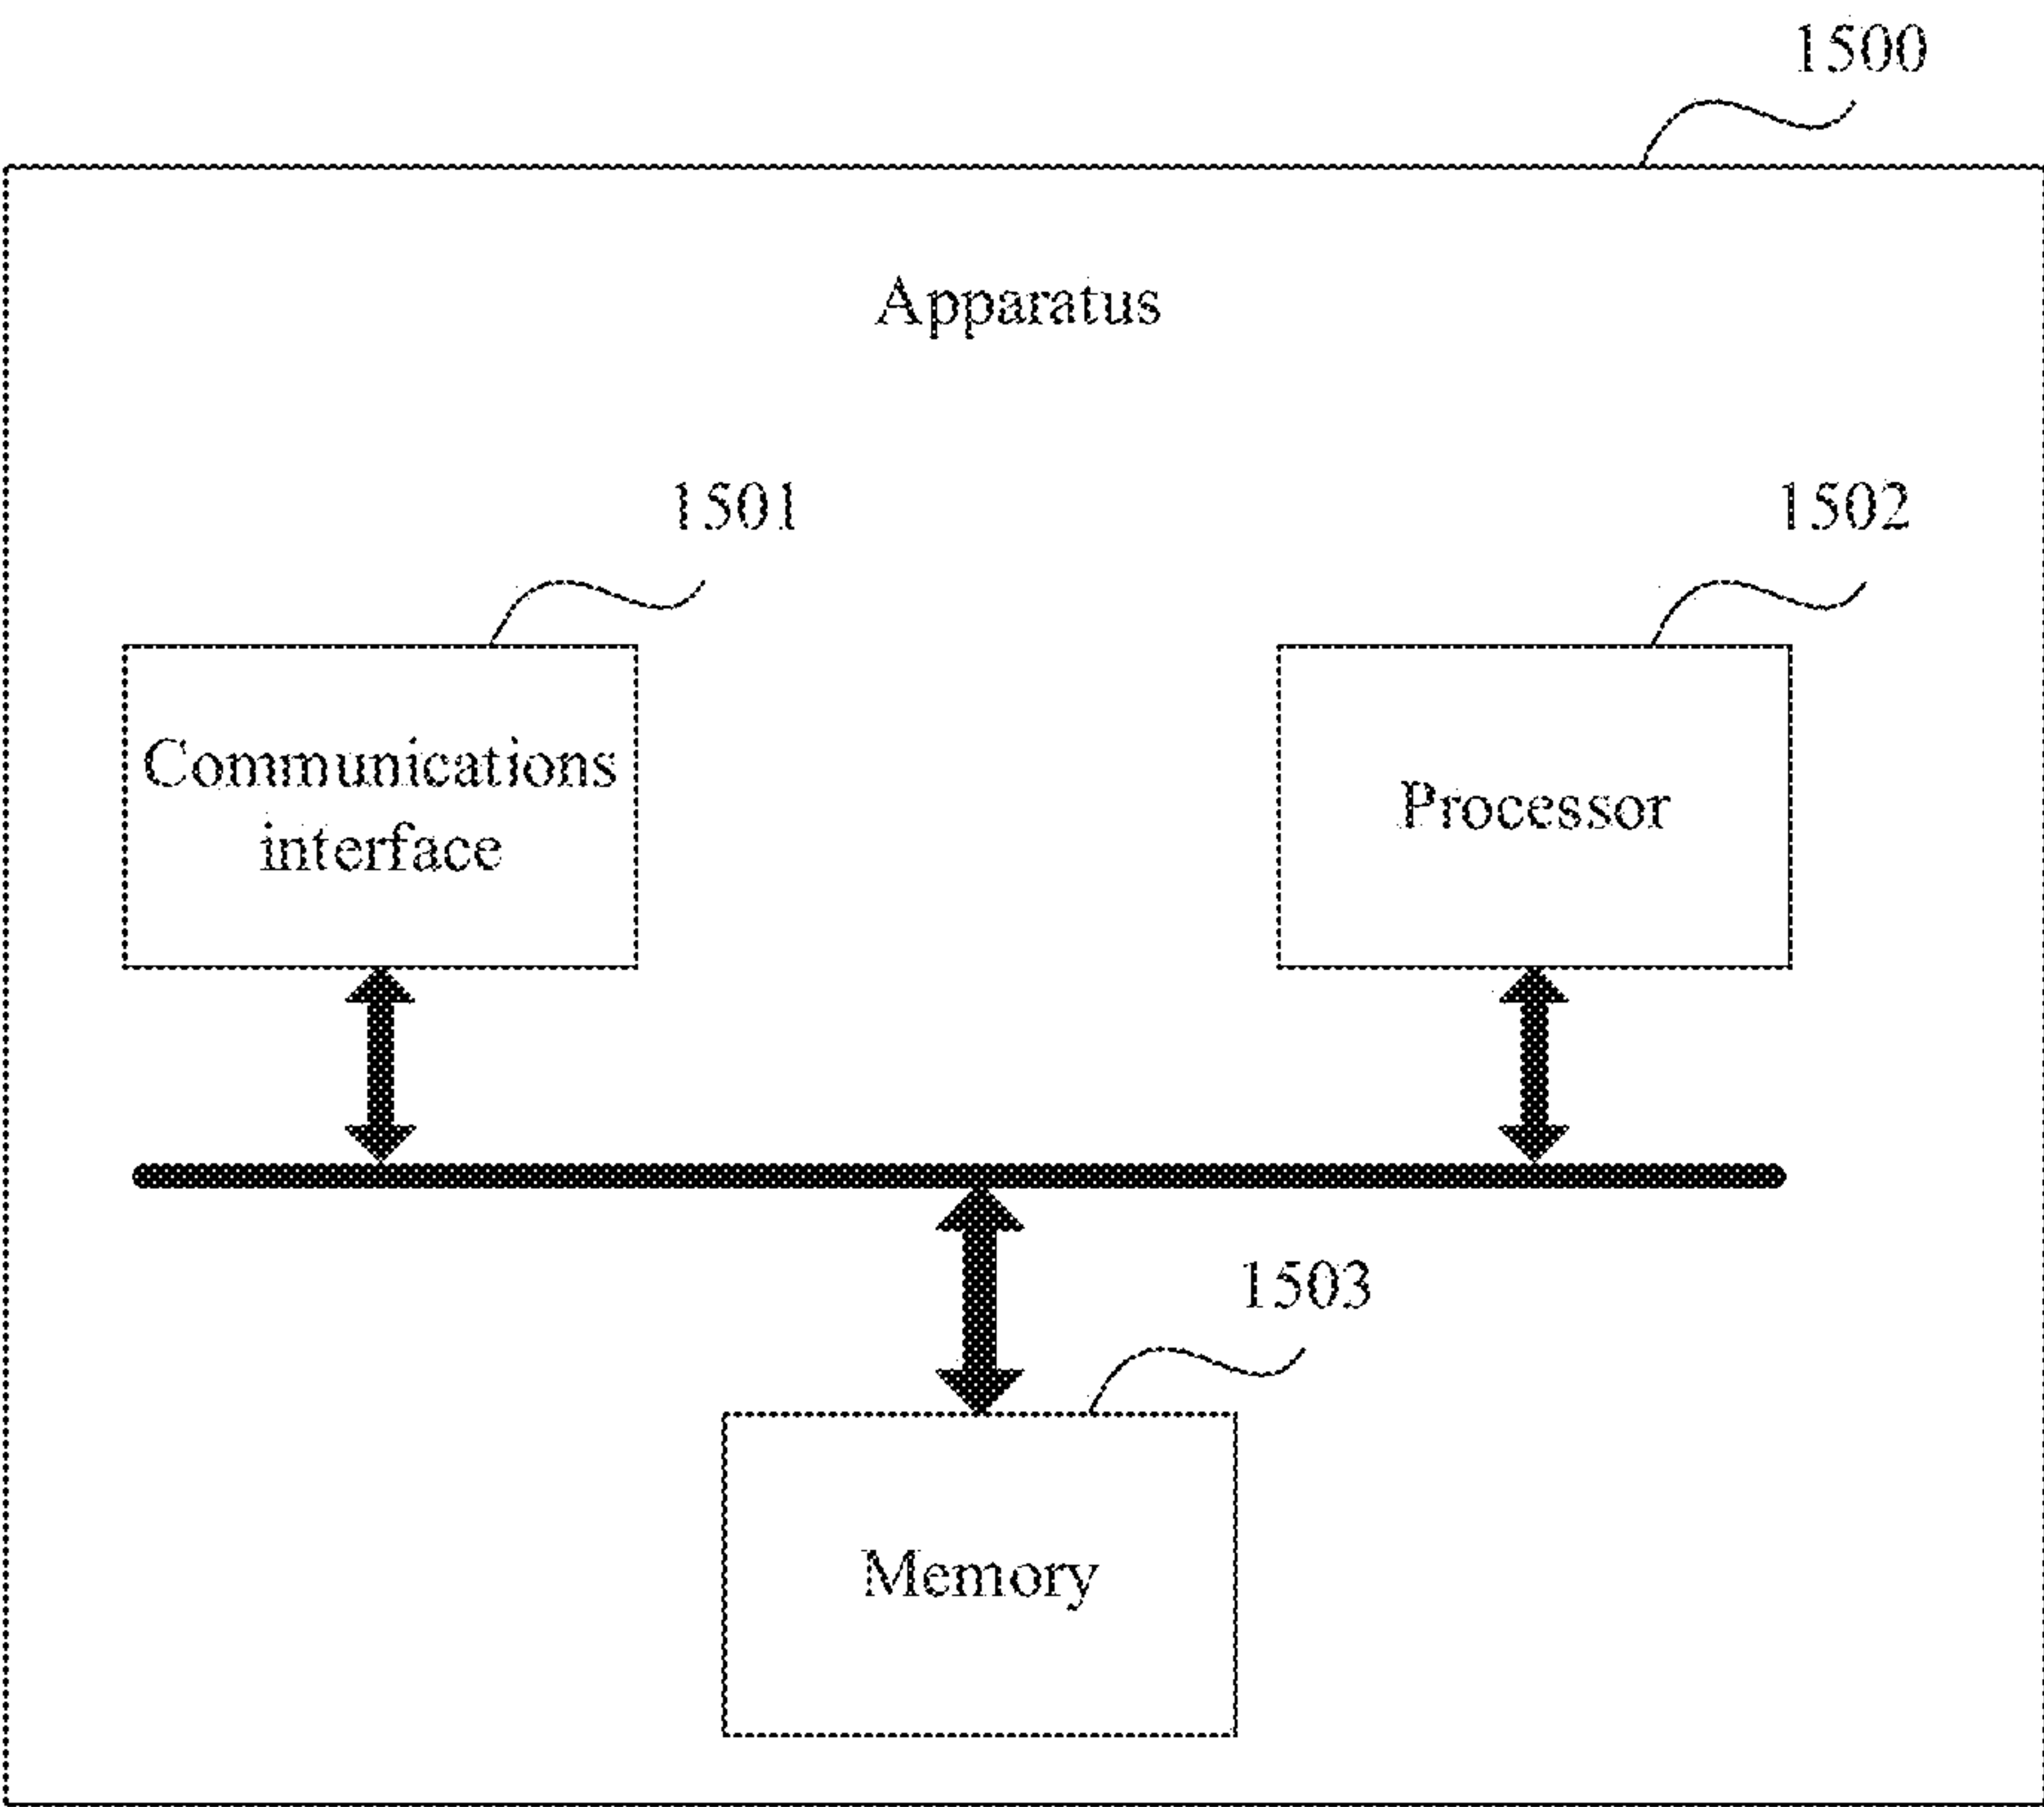 1500
Apparatus
1501
1502
Communications
interface
Processor
1503
Memory